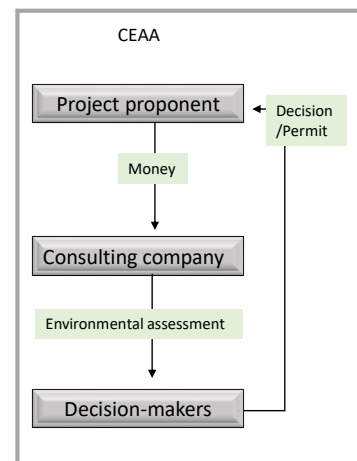 CEAA
Project proponent
Decision
/Permit
Money
Consulting company
Environmental assessment
Decision-makers